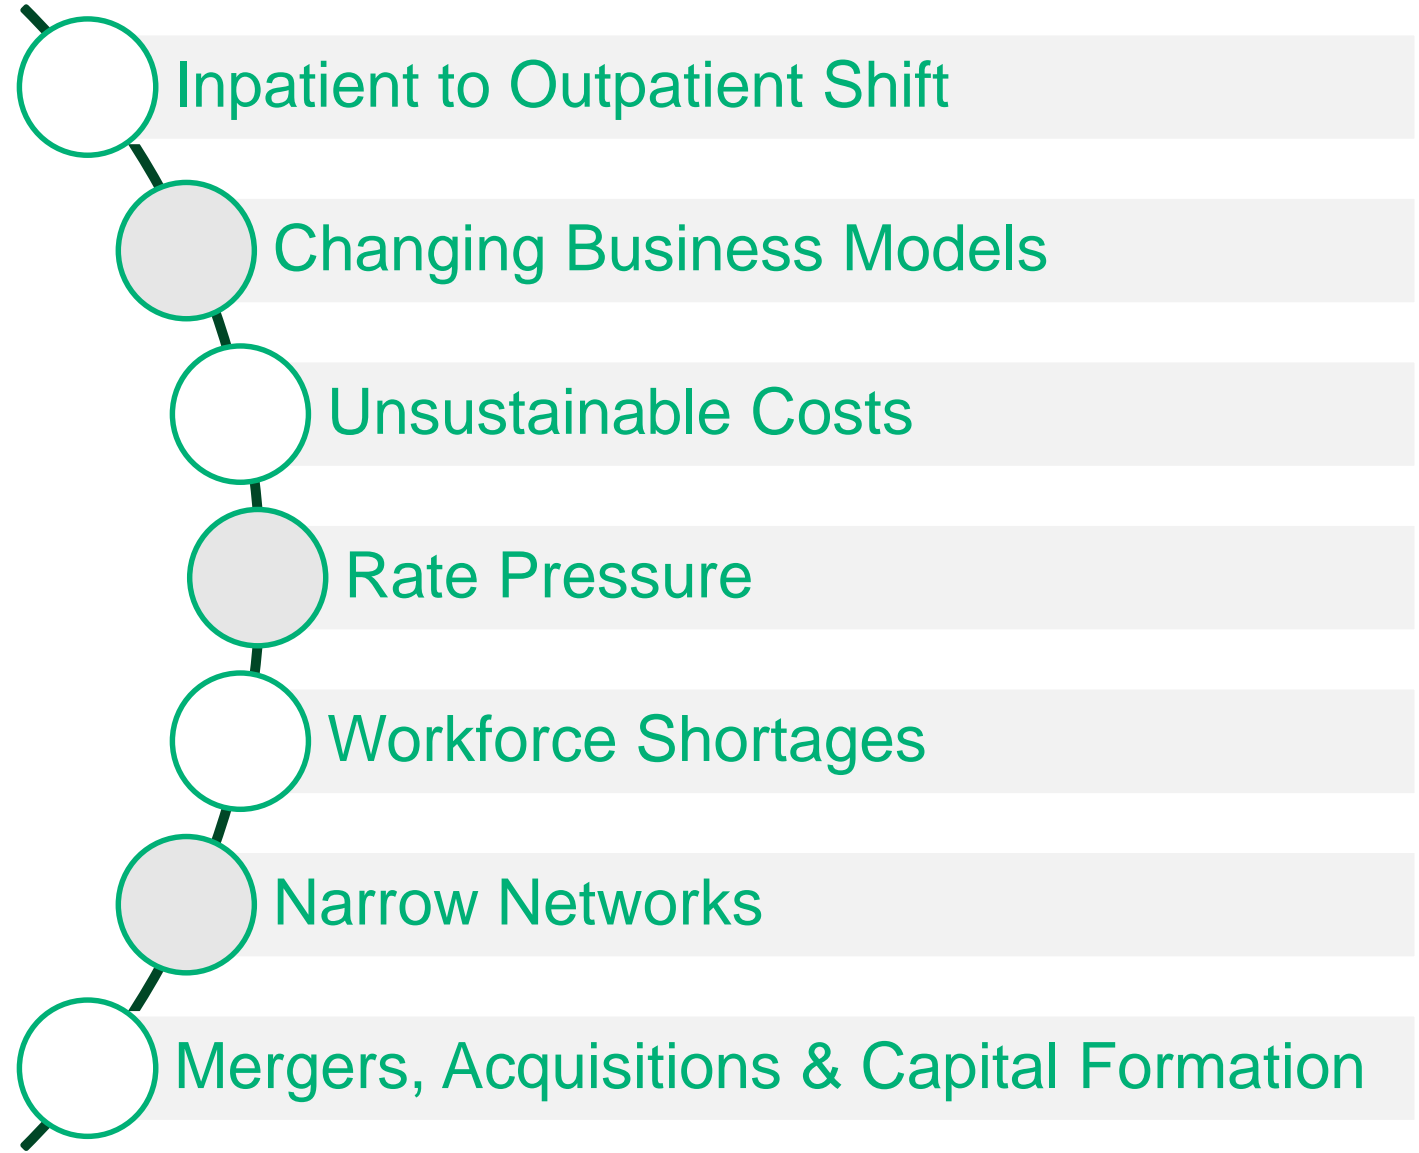 Inpatient to Outpatient Shift
Changing Business Models
Unsustainable Costs
Rate Pressure
Workforce Shortages
Narrow Networks
Mergers, Acquisitions & Capital Formation